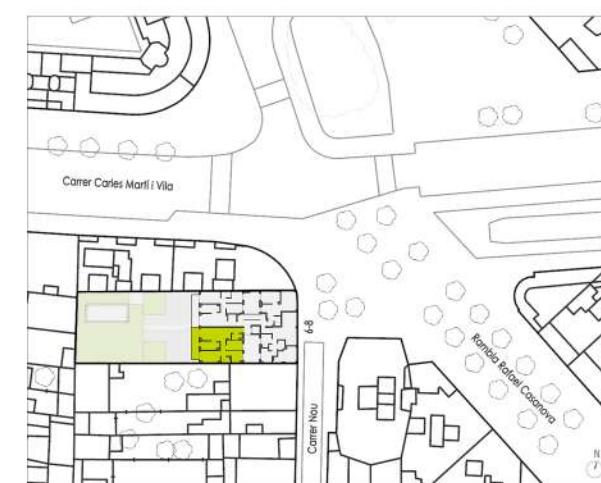 Carrer Carles Martí i Vila
6-8
Carrer Nou
Rambla Rafael Casanova
N